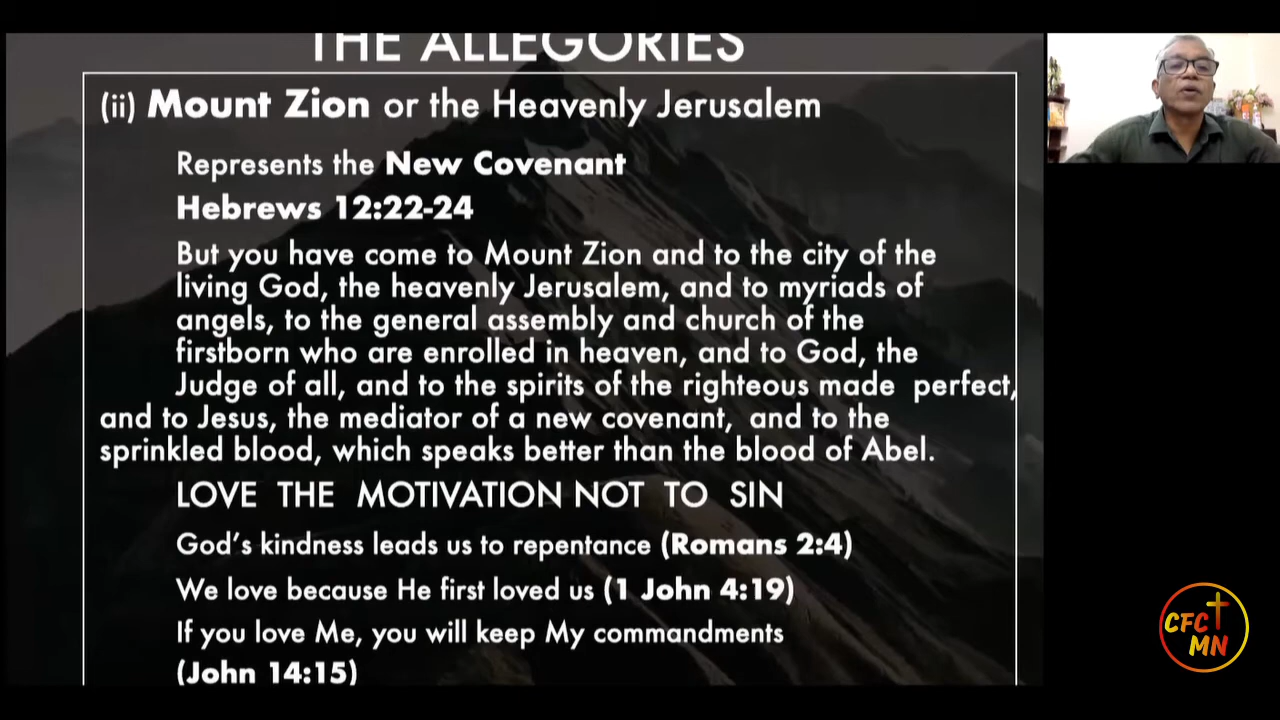 THE ALLEGORIES
(ii) Mount Zion or the Heavenly Jerusalem
Represents the New Covenant
Hebrews 12:22-24
But you have come to Mount Zion and to the city of the
living God, the heavenly Jerusalem, and to myriads of
angels, to the general assembly and church of the
firstborn who are enrolled in heaven, and to God, the
Judge of all, and to the spirits of the righteous made perfect,
and to Jesus, the mediator of a new covenant, and to the
sprinkled blood, which speaks better than the blood of Abel.
LOVE THE MOTIVATION NOT TO SIN
God's kindness leads us to repentance (Romans 2:4)
We love because He first loved us (1 John 4:19)
If you love Me, you will keep My commandments
(John 14:15)
CFC
MN